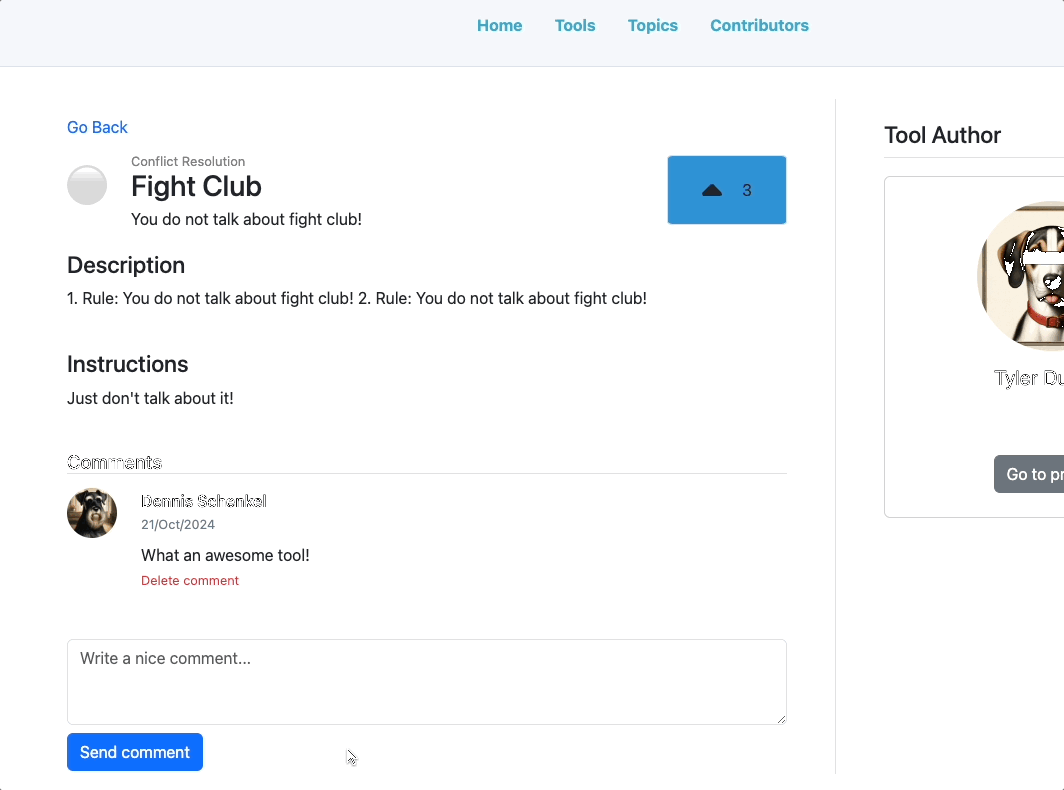 Home Tools Topics Contributors
Go Back
Conflict Resolution
Fight Club
You do not talk about fight club!
3
Description
1. Rule: You do not talk about fight club! 2. Rule: You do not talk about fight club!
Instructions
Just don't talk about it!
Comments
Dennis Schenkel
21/Oct/2024
What an awesome tool!
Delete comment
Write a nice comment...
Send comment
Tool Author
Tyler Du
Go to pr